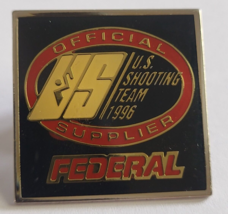 OFFICIAL
US
U.S.
SHOOTING
TEAM
1996
SUPPLIER
FEDERAL